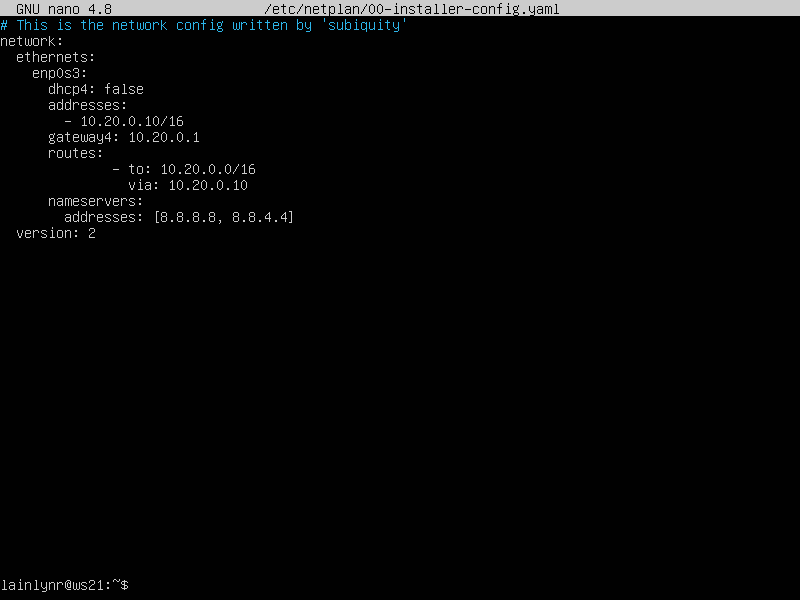 GNU nano 4.8 /etc/netplan/00-installer-config.yaml
# This is the network config written by 'subiquity'
network:
  ethernets:
    enp0s3:
      dhcp4: false
      addresses:
        - 10.20.0.10/16
      gateway4: 10.20.0.1
      routes:
              - to: 10.20.0.0/16
                via: 10.20.0.10
      nameservers:
        addresses: [8.8.8.8, 8.8.4.4]
  version: 2
lainlynr@ws21:~$